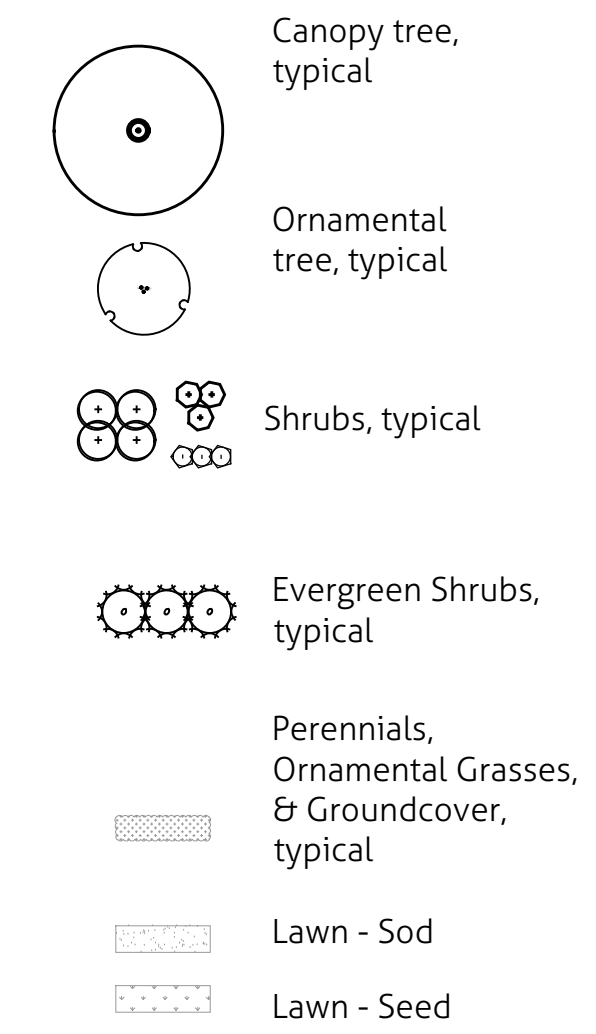 Canopy tree,
typical
Ornamental
tree, typical
Shrubs, typical
Evergreen Shrubs,
typical
Perennials,
Ornamental Grasses,
& Groundcover,
typical
Lawn - Sod
Lawn - Seed